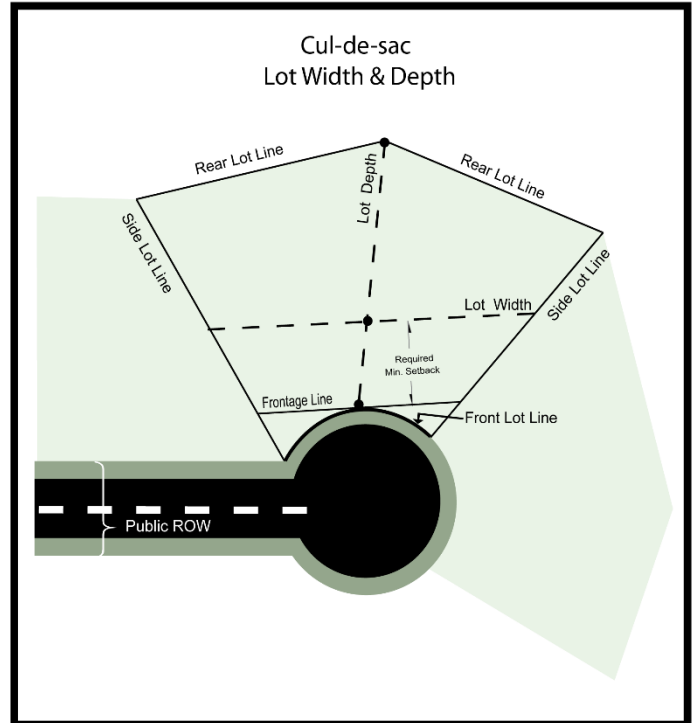 Cul-de-sac
Lot Width & Depth
Rear Lot Line
Rear Lot Line
Lot Depth
Side Lot Line
Side Lot Line
Lot Width
Required
Min. Setback
Frontage Line
Front Lot Line
Public ROW